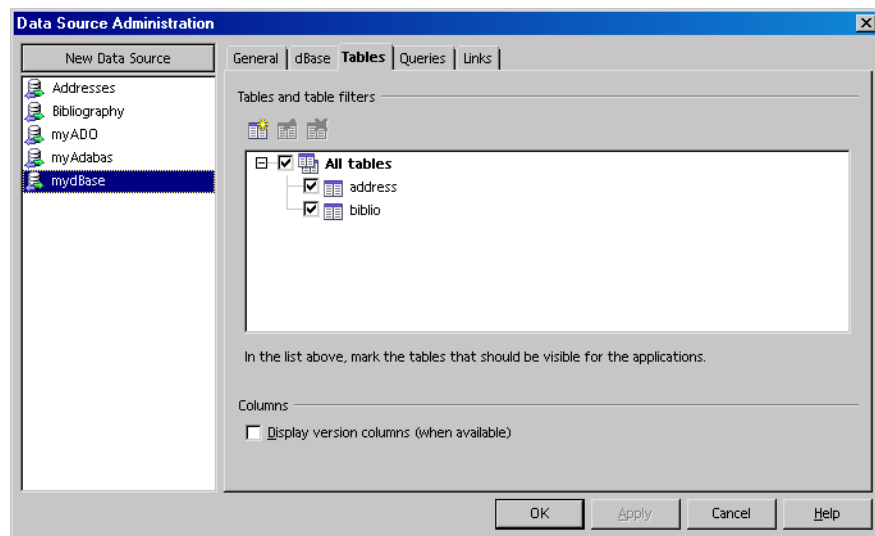 Data Source Administration
New Data Source
General dBase Tables Queries Links
Addresses
Bibliography
myADO
myAdabas
mydBase
Tables and table filters
All tables
address
biblio
In the list above, mark the tables that should be visible for the applications.
Columns
Display version columns (when available)
OK Apply Cancel Help